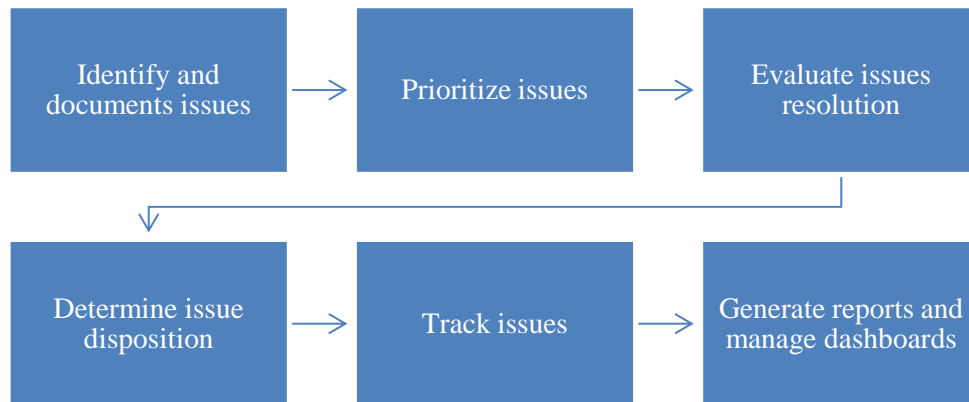 Identify and
documents issues
Prioritize issues
Evaluate issues
resolution
Determine issue
disposition
Track issues
Generate reports and
manage dashboards